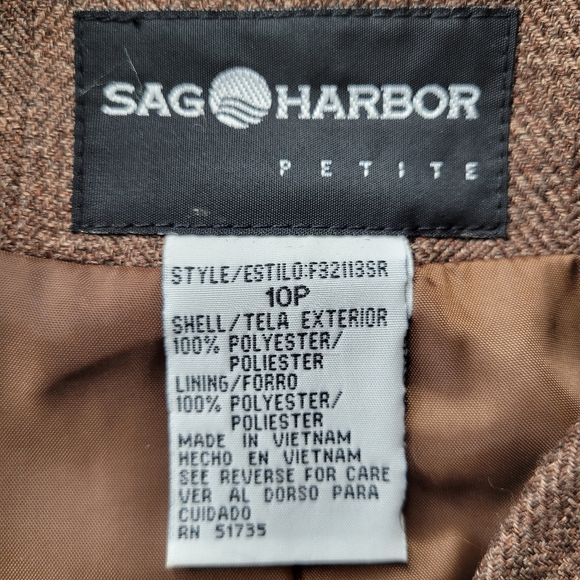 SAG HARBOR
PETITE
STYLE/ESTILO:F32113SR
10P
SHELL/TELA EXTERIOR
100% POLYESTER/
POLIESTER
LINING/FORRO
100% POLYESTER/
POLIESTER
MADE IN VIETNAM
HECHO EN VIETNAM
SEE REVERSE FOR CARE
VER AL DORSO PARA
CUIDADO
RN 51735